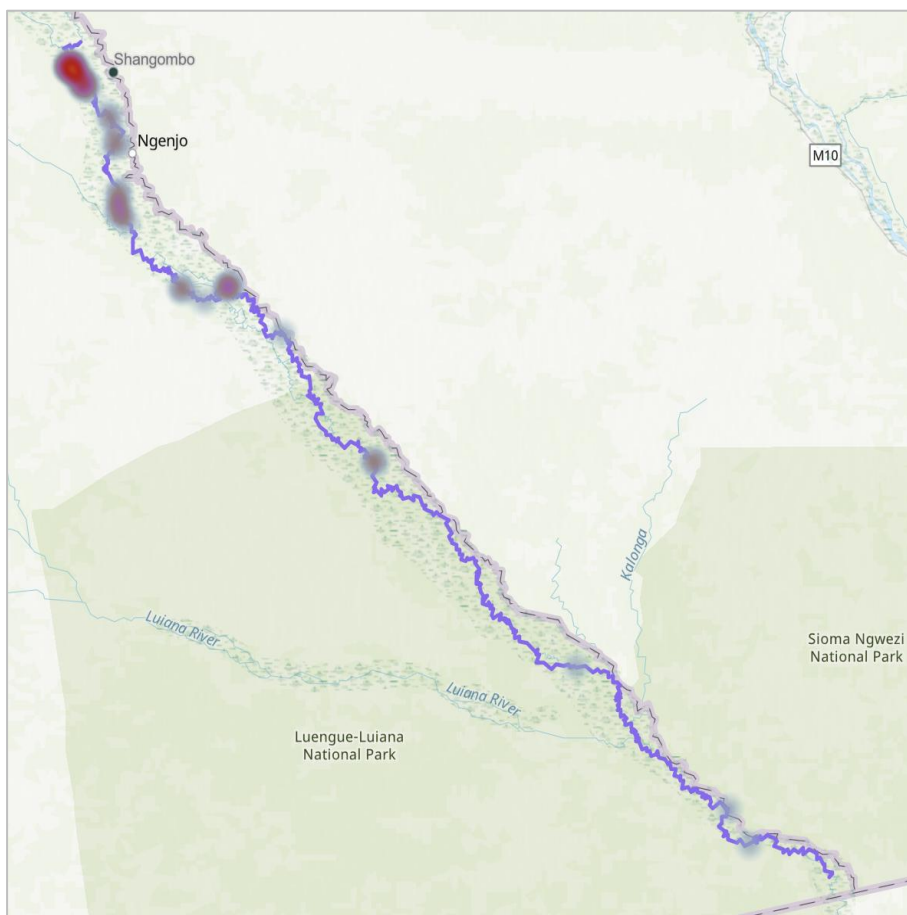 Shangombo
Ngenjo
M10
Kalonga
Luiana River
Sioma Ngwezi
National Park
Luiana River
Luengue-Luiana
National Park